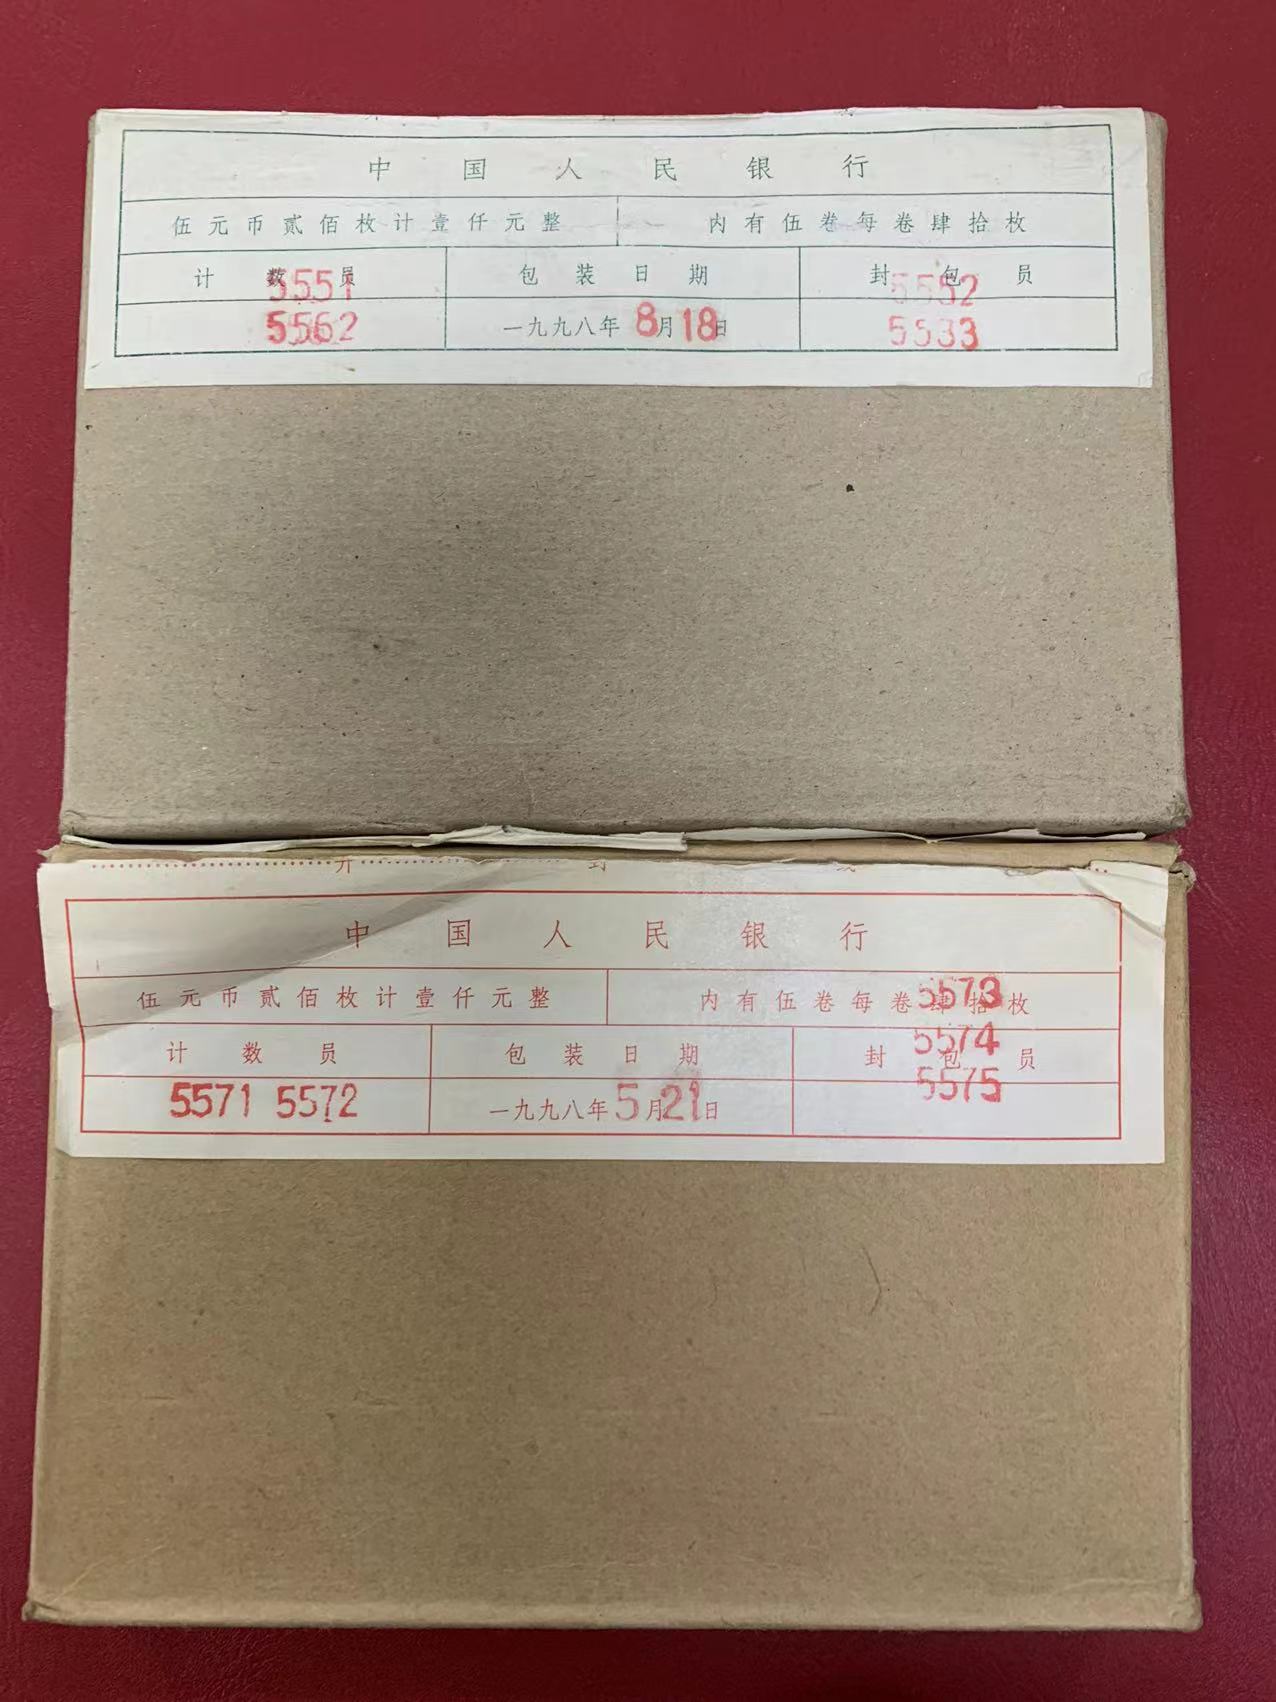 中国人民银行
伍元币贰佰枚计壹仟元整 内有伍卷每卷肆拾枚
计数员 包装日期 封包员
5551 5552
5562 一九九八年8月18日 5533
开封
中国人民银行
伍元币贰佰枚计壹仟元整 内有伍卷每卷肆拾枚
5573
5574
计数员 包装日期 封包员
5571 5572 一九九八年5月21日 5575